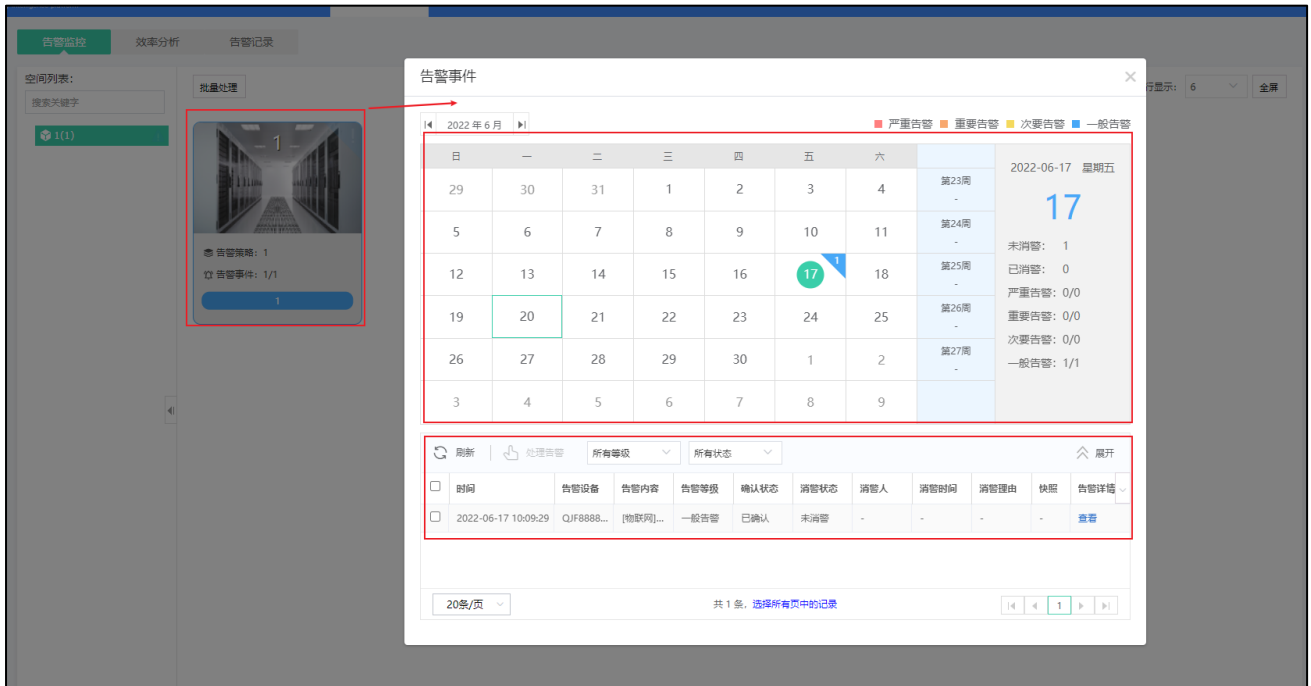 告警监控 效率分析 告警记录
空间列表：
搜索关键字
1(1)
批量处理
1
告警策略：1
告警事件：1/1
1
行显示： 6 全屏
告警事件
2022 年 6 月
严重告警 重要告警 次要告警 一般告警
日 一 二 三 四 五 六
29 30 31 1 2 3 4 第23周 -
5 6 7 8 9 10 11 第24周 -
12 13 14 15 16 17 1 18 第25周 -
19 20 21 22 23 24 25 第26周 -
26 27 28 29 30 1 2 第27周 -
3 4 5 6 7 8 9
2022-06-17 星期五
17
未消警： 1
已消警： 0
严重告警：0/0
重要告警：0/0
次要告警：0/0
一般告警：1/1
刷新 处理告警 所有等级 所有状态 展开
时间 告警设备 告警内容 告警等级 确认状态 消警状态 消警人 消警时间 消警理由 快照 告警详情
2022-06-17 10:09:29 QJF8888... [物联网]... 一般告警 已确认 未消警 - - - - 查看
20条/页 共 1 条, 选择所有页中的记录 1